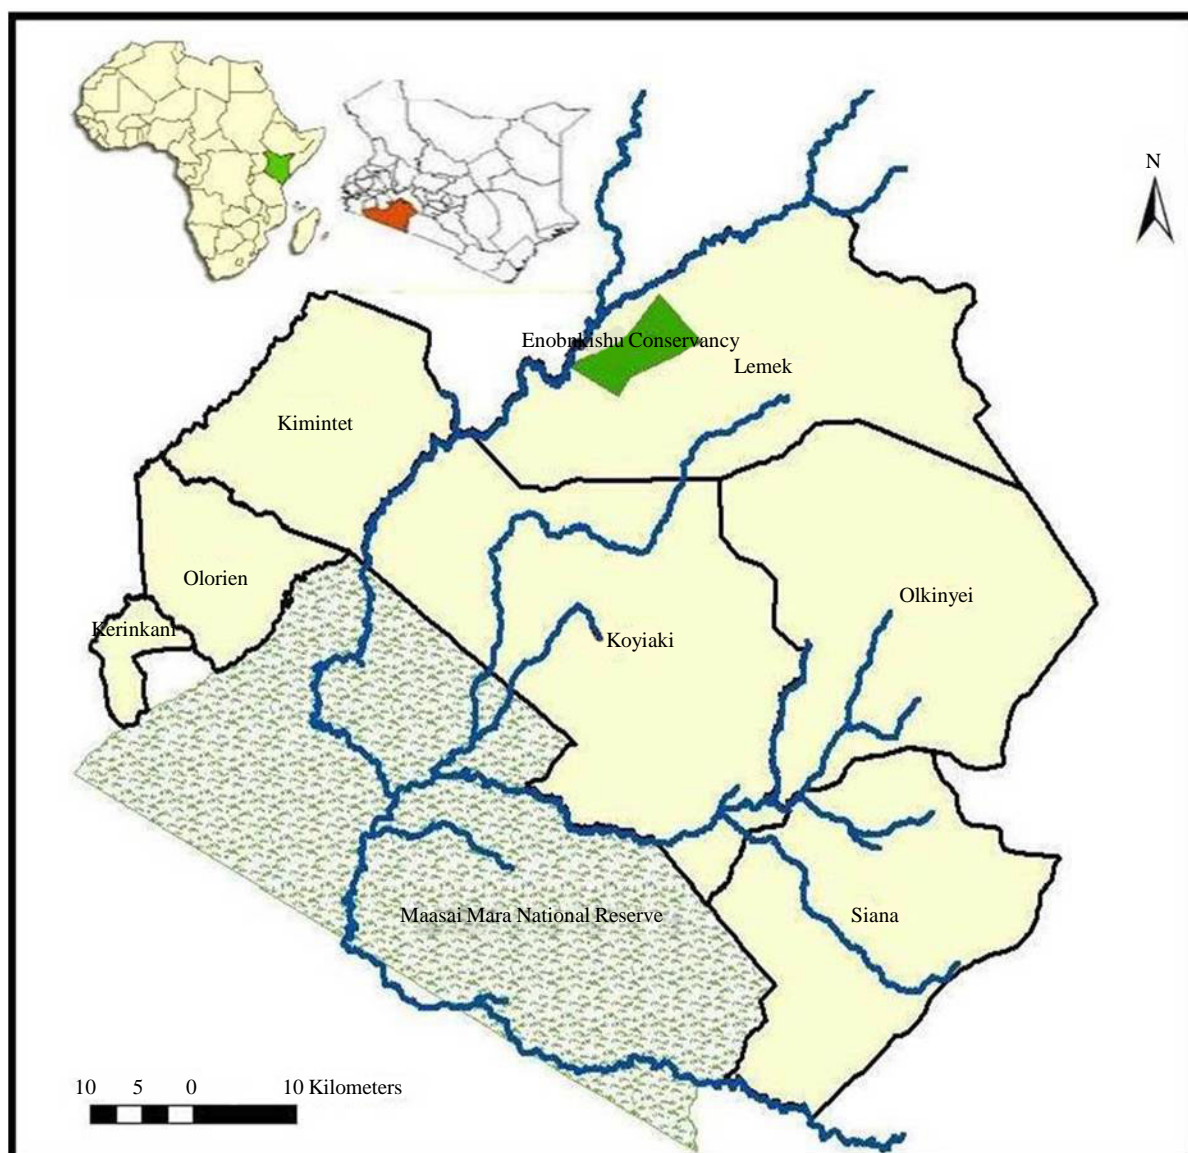 N
Enobnkishu Conservancy
Lemek
Kimintet
Olorien
Olkinyei
Kerinkani
Koyiaki
Maasai Mara National Reserve
Siana
10 5 0 10 Kilometers